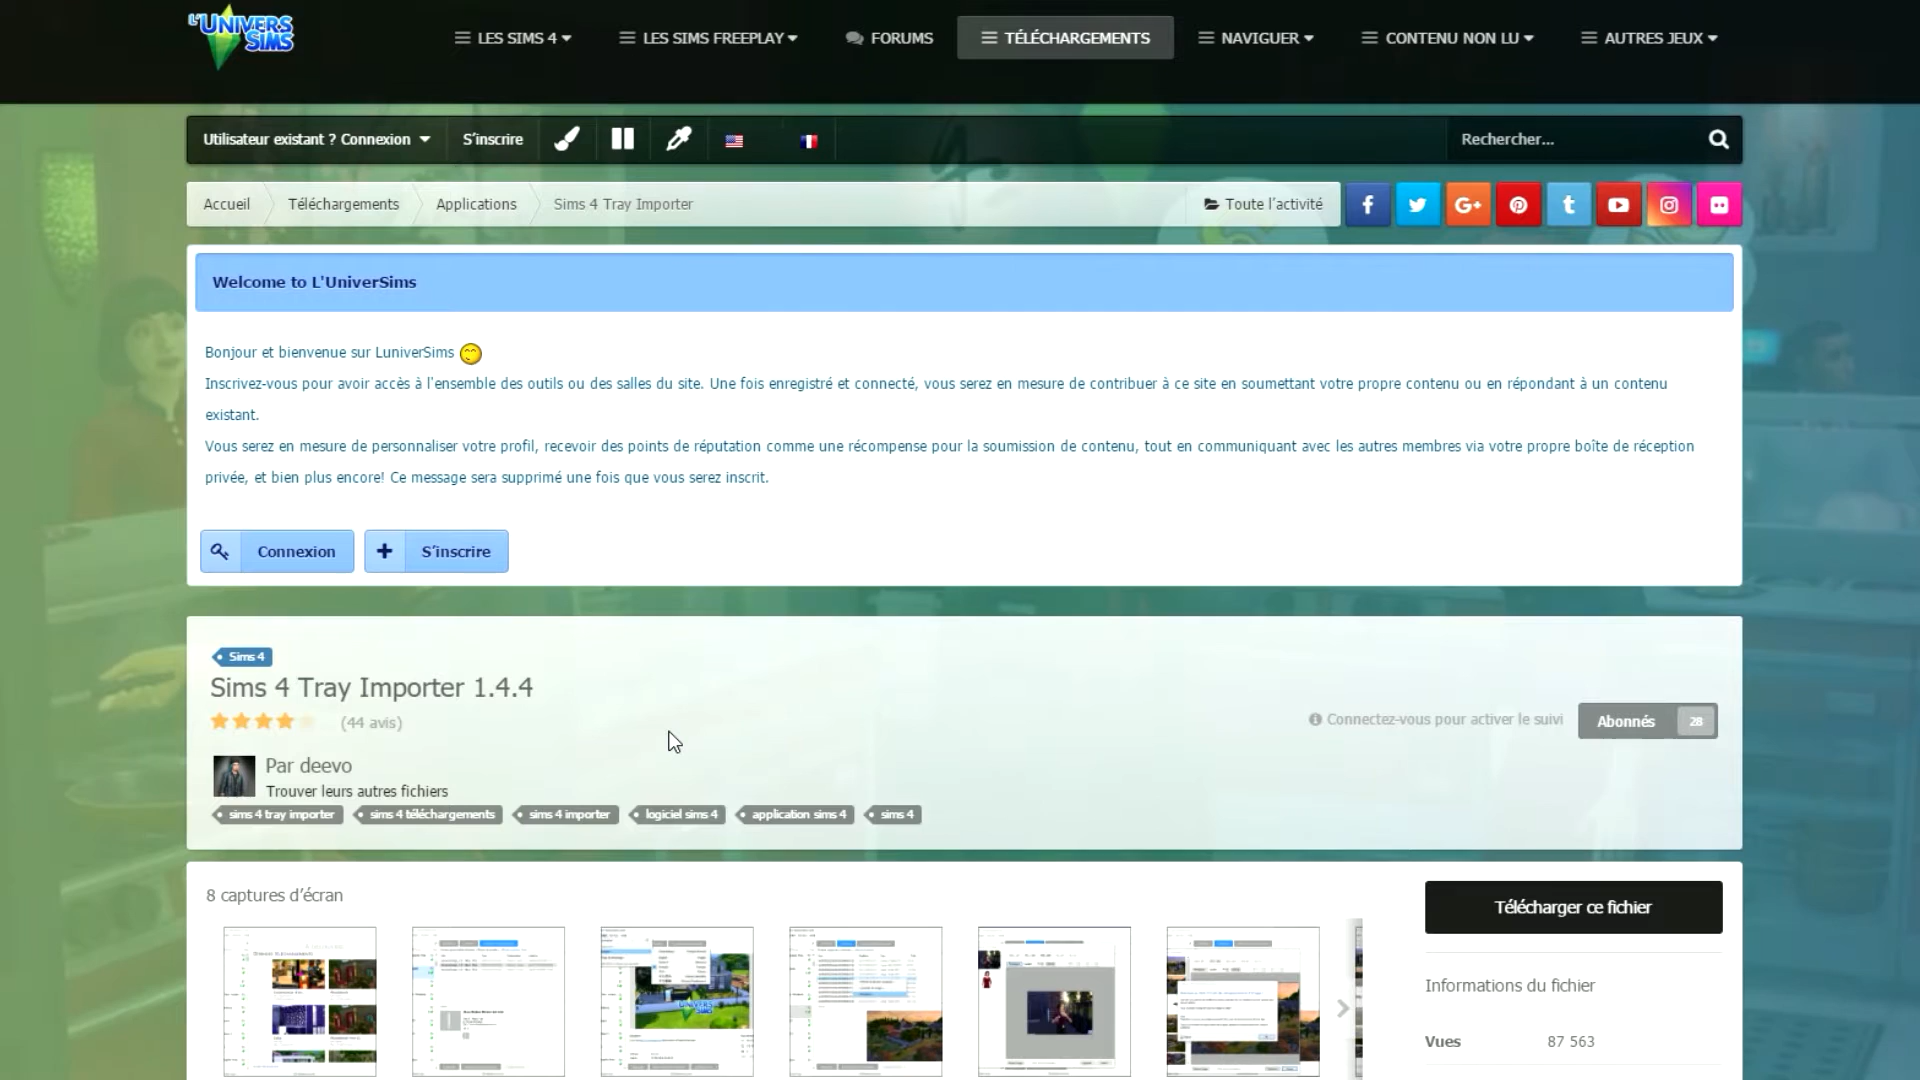 L'UNIVERS SIMS
LES SIMS 4
LES SIMS FREEPLAY
FORUMS
TÉLÉCHARGEMENTS
NAVIGUER
CONTENU NON LU
AUTRES JEUX
Utilisateur existant ? Connexion
S'inscrire
Rechercher...
Accueil
Téléchargements
Applications
Sims 4 Tray Importer
Toute l'activité
Welcome to L'UniverSims
Bonjour et bienvenue sur LuniverSims
Inscrivez-vous pour avoir accès à l'ensemble des outils ou des salles du site. Une fois enregistré et connecté, vous serez en mesure de contribuer à ce site en soumettant votre propre contenu ou en répondant à un contenu
existant.
Vous serez en mesure de personnaliser votre profil, recevoir des points de réputation comme une récompense pour la soumission de contenu, tout en communiquant avec les autres membres via votre propre boîte de réception
privée, et bien plus encore! Ce message sera supprimé une fois que vous serez inscrit.
Connexion
S'inscrire
Sims 4
Sims 4 Tray Importer 1.4.4
(44 avis)
Connectez-vous pour activer le suivi
Abonnés 28
Par deevo
Trouver leurs autres fichiers
sims 4 tray importer
sims 4 téléchargements
sims 4 importer
logiciel sims 4
application sims 4
sims 4
8 captures d'écran
Télécharger ce fichier
Informations du fichier
Vues 87 563